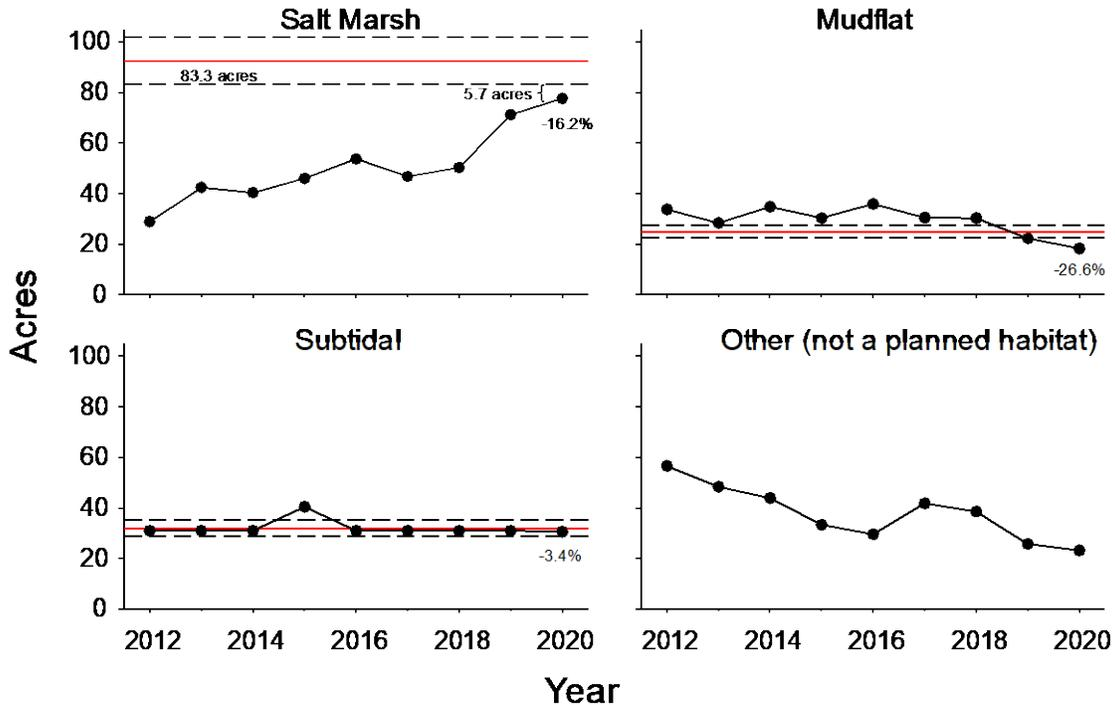 Salt Marsh
Mudflat
100
80
60
40
20
0
83.3 acres
5.7 acres
-16.2%
-26.6%
Acres
Subtidal
Other (not a planned habitat)
100
80
60
40
20
0
-3.4%
2012 2014 2016 2018 2020
2012 2014 2016 2018 2020
Year